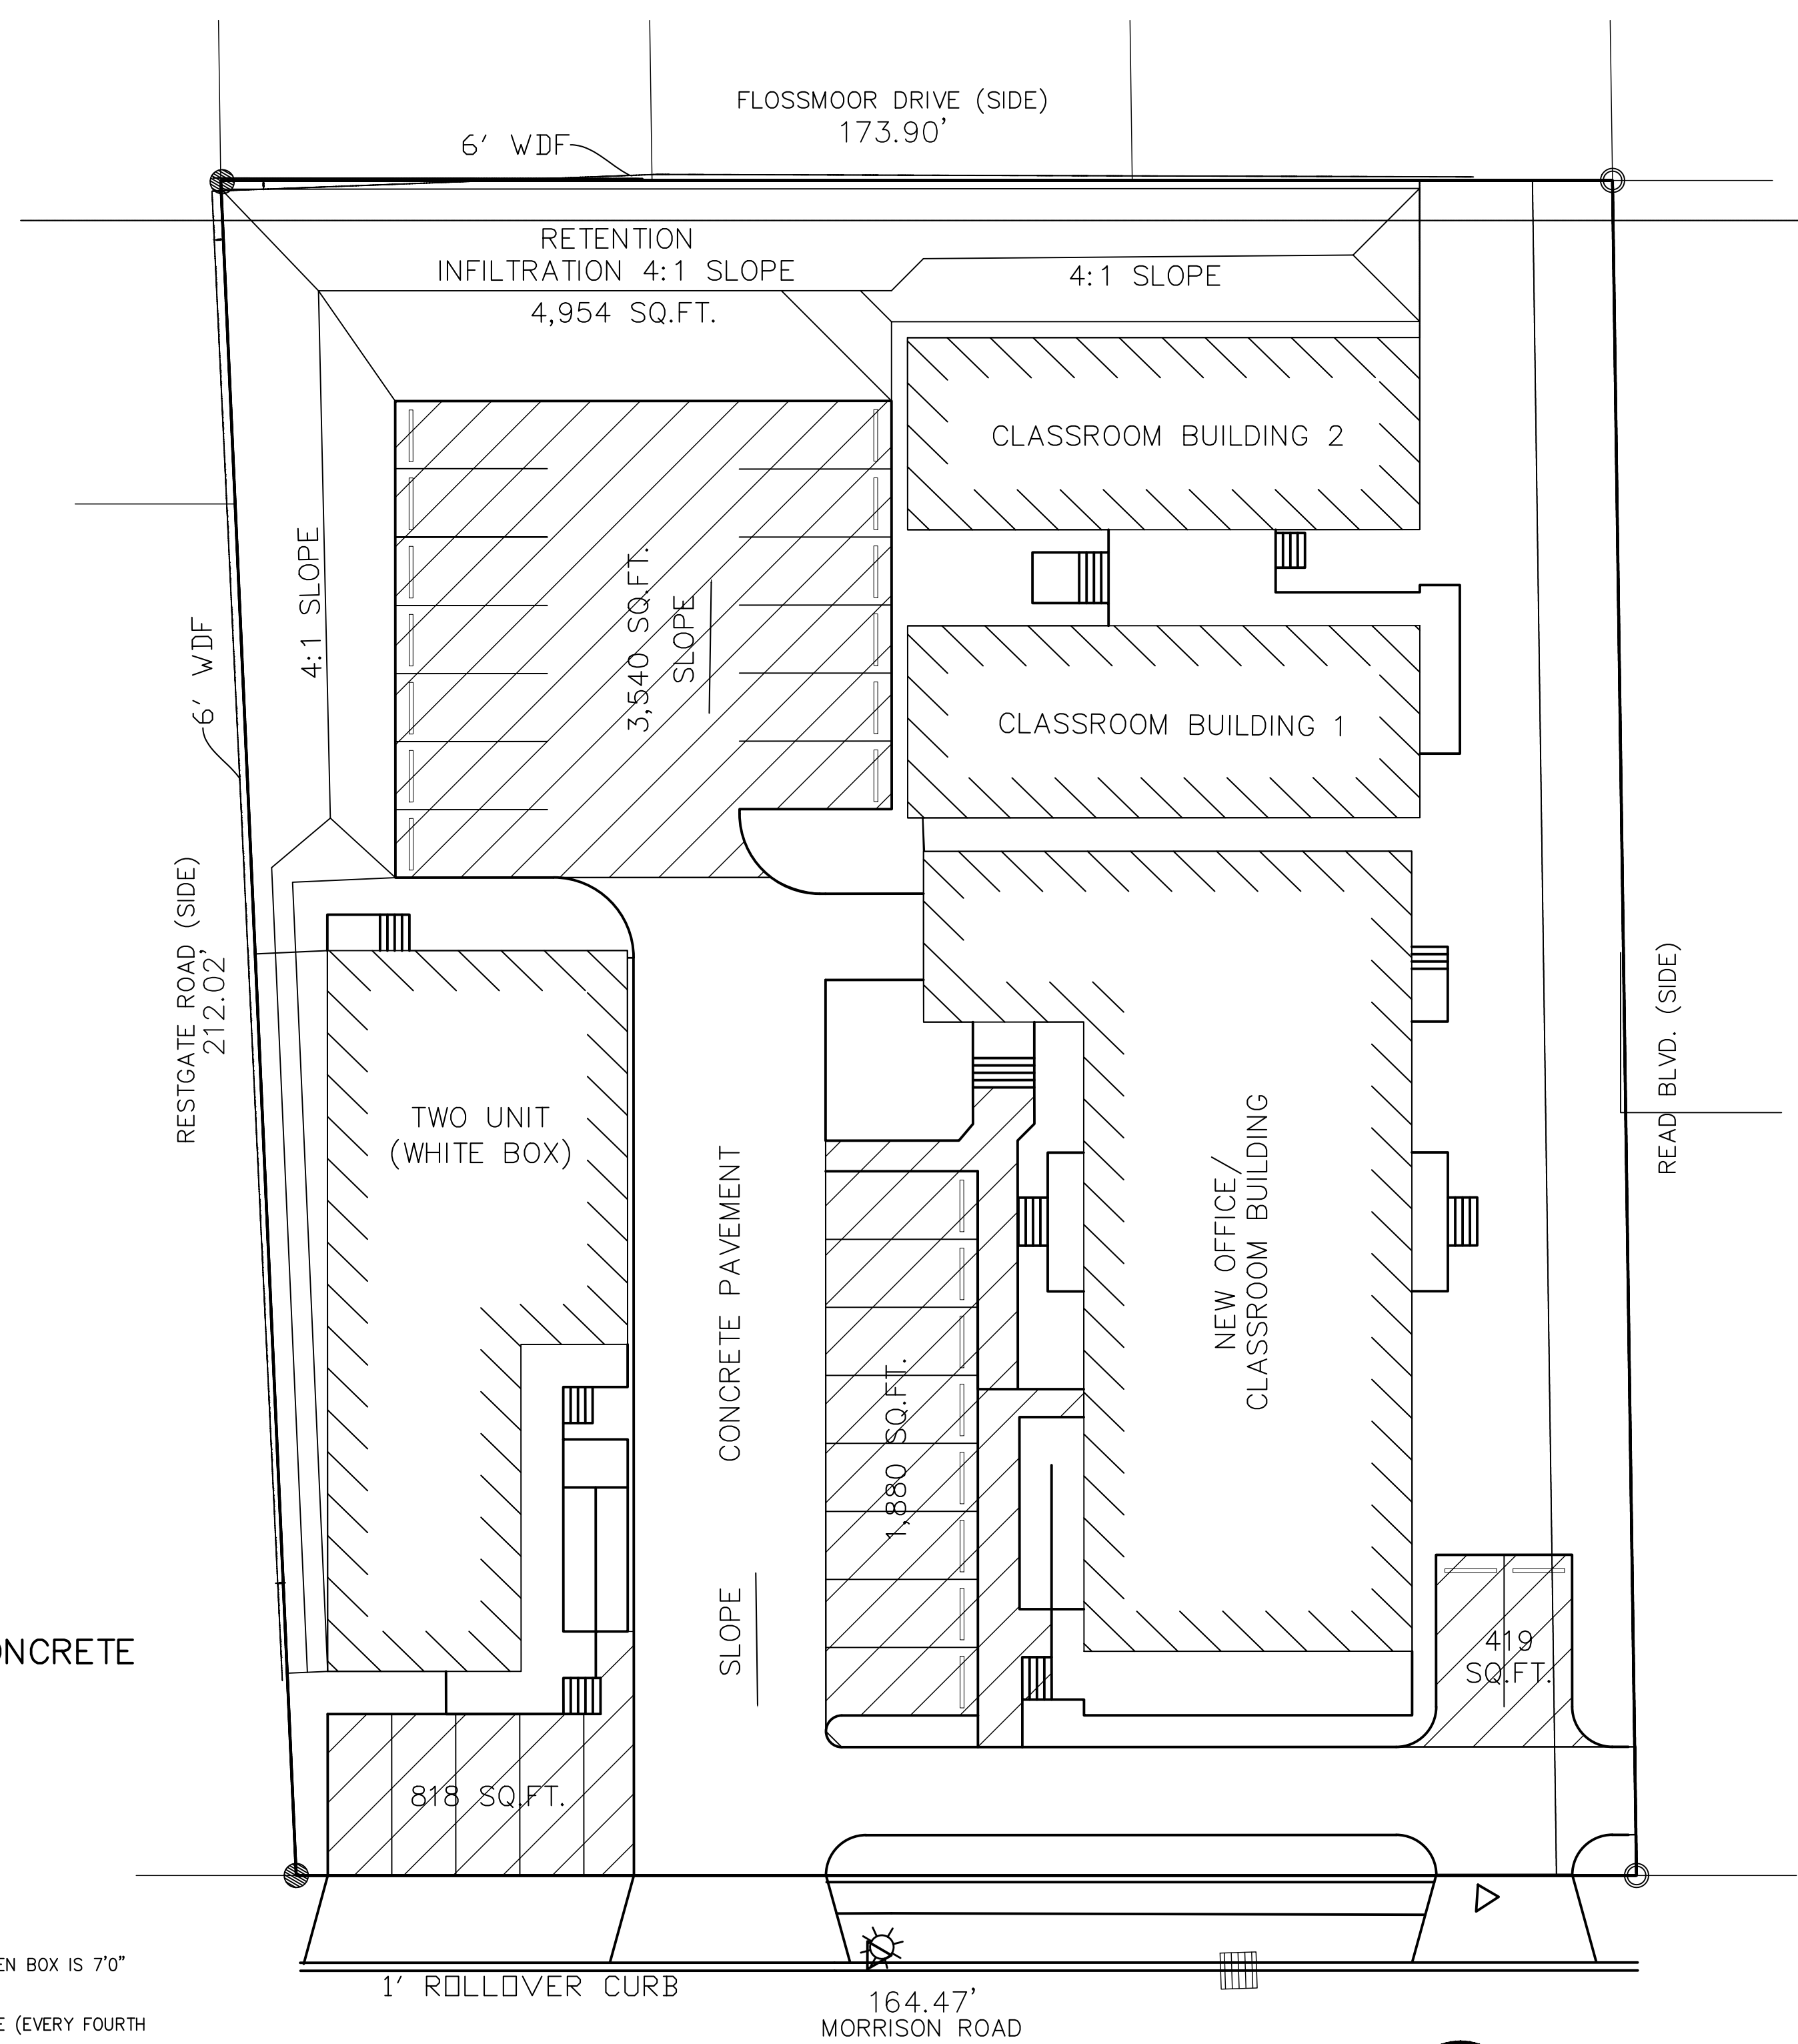 FLOSSMOOR DRIVE (SIDE)
173.90'
6' WDF
RETENTION
INFILTRATION 4:1 SLOPE
4,954 SQ.FT.
4:1 SLOPE
CLASSROOM BUILDING 2
4:1 SLOPE
3,540 SQ.FT.
SLOPE
6' WDF
CLASSROOM BUILDING 1
RESTGATE ROAD (SIDE)
212.02'
READ BLVD. (SIDE)
TWO UNIT
(WHITE BOX)
CONCRETE PAVEMENT
NEW OFFICE/
CLASSROOM BUILDING
1,880 SQ.FT.
SLOPE
419
SQ.FT.
ONCRETE
818 SQ.FT.
EN BOX IS 7'0"
1' ROLLOVER CURB
164.47'
MORRISON ROAD
E (EVERY FOURTH